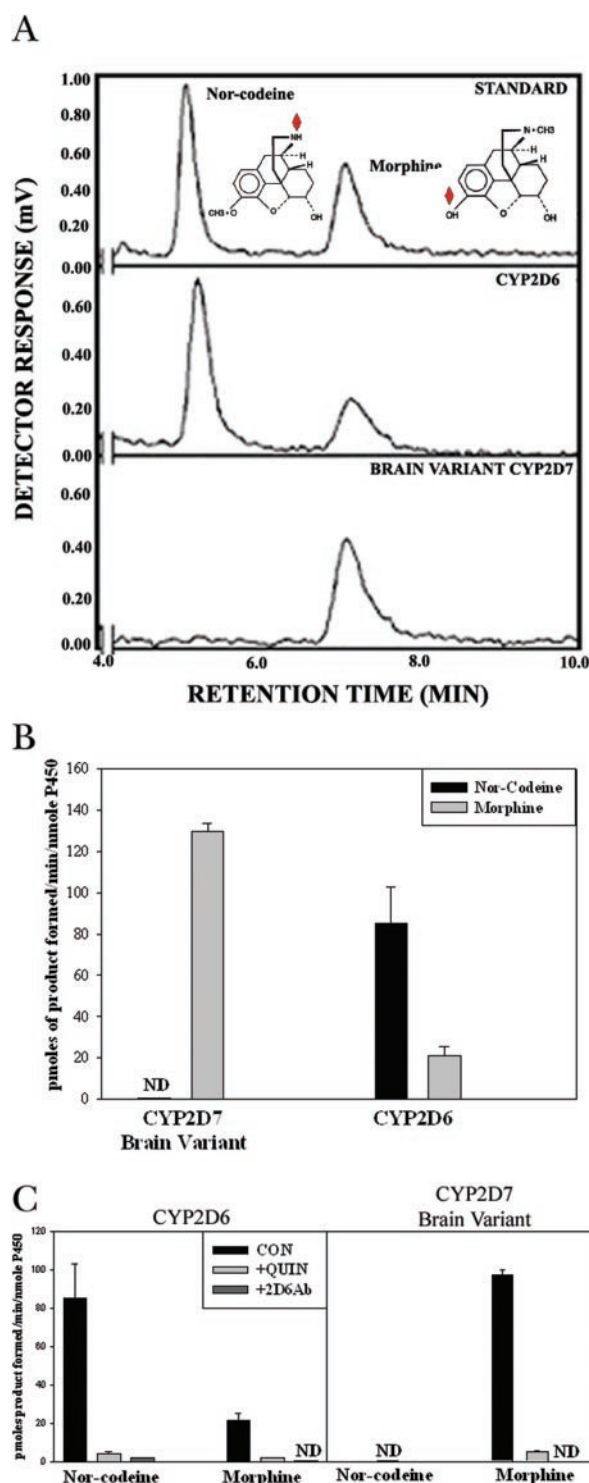 A
1.00
0.80
0.60
0.40
0.20
0.00
Nor-codeine
NH
H
H
CH3
O
O
OH
STANDARD
Morphine
N
CH3
H
H
OH
O
OH
DETECTOR RESPONSE (mV)
0.60
0.40
0.20
0.00
CYP2D6
0.60
0.40
0.20
0.00
BRAIN VARIANT CYP2D7
4.0 6.0 8.0 10.0
RETENTION TIME (MIN)
B
pmoles of product formed/min/nmole P450
160
140
120
100
80
60
40
20
0
Nor-Codeine
Morphine
ND
CYP2D7
Brain Variant
CYP2D6
C
CYP2D6
CYP2D7
Brain Variant
pmoles product formed/min/nmole P450
120
100
80
60
40
20
0
CON
+QUIN
+2D6Ab
ND
ND
ND
Nor-codeine Morphine Nor-codeine Morphine